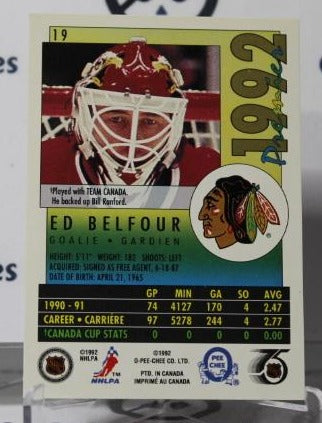 19
1992
Premier
†Played with TEAM CANADA.
He backed up Bill Ranford.
ED BELFOUR
GOALIE • GARDIEN
HEIGHT: 5'11" WEIGHT: 182 SHOOTS: LEFT
ACQUIRED: SIGNED AS FREE AGENT, 6-18-87
DATE OF BIRTH: APRIL 21, 1965
GP MIN GA SO AVG
1990 - 91 74 4127 170 4 2.47
CAREER • CARRIÈRE 97 5278 244 4 2.77
†CANADA CUP STATS 0 0 0 0 0.00
©1992
NHLPA
NHLPA
©1992
O-PEE-CHEE CO. LTD.
PTD. IN CANADA
IMPRIMÉ AU CANADA
O PEE CHEE
75